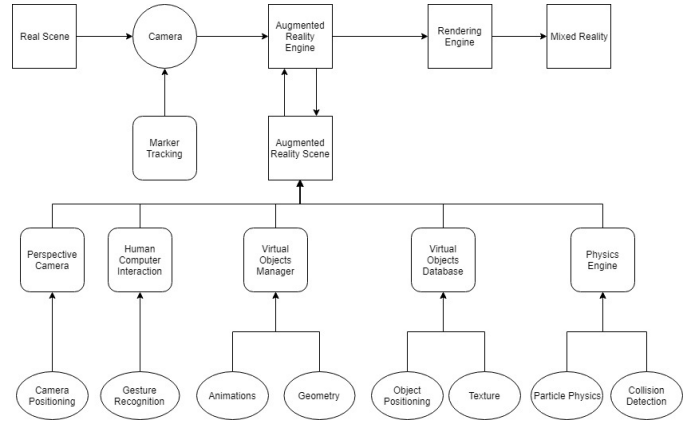 Real Scene
Camera
Augmented
Reality
Engine
Rendering
Engine
Mixed Reality
Marker
Tracking
Augmented
Reality Scene
Perspective
Camera
Human
Computer
Interaction
Virtual
Objects
Manager
Virtual
Objects
Database
Physics
Engine
Camera
Positioning
Gesture
Recognition
Animations
Geometry
Object
Positioning
Texture
Particle Physics
Collision
Detection